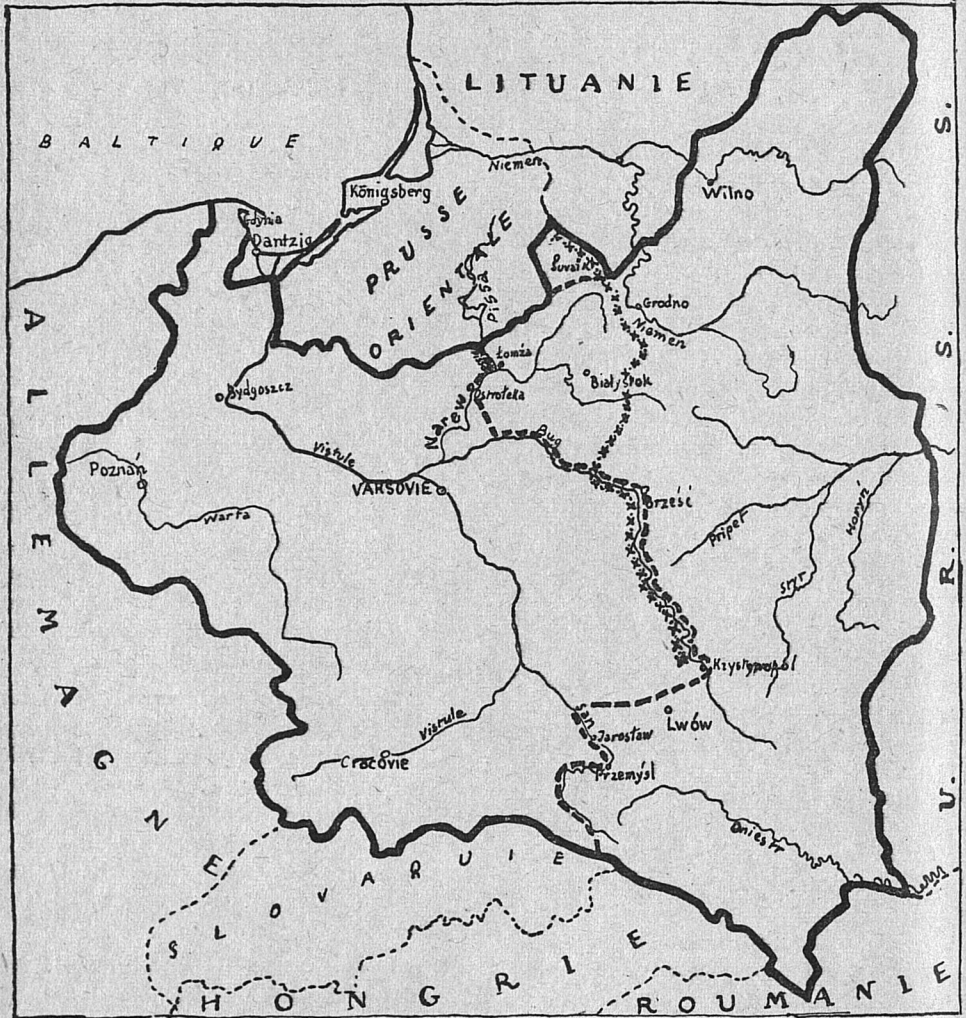 LITUANIE
BALTIQUE
Niemen
Wilno
Königsberg
Gdynia
Dantzig
PRUSSE
ORIENTALE
Pissa
Suwałki
Grodno
Niemen
ALLEMAGNE
U.R.S.S.
Łomża
Białystok
Bydgoszcz
Ostrołęka
Narew
Bug
Vistule
Poznań
VARSOVIE
Warta
Brześć
Pripet
Horyń
Styr
Krystynopol
San
Lwów
Vistule
Jarosław
Cracovie
Przemyśl
Dniestr
SLOVAQUIE
HONGRIE
ROUMANIE